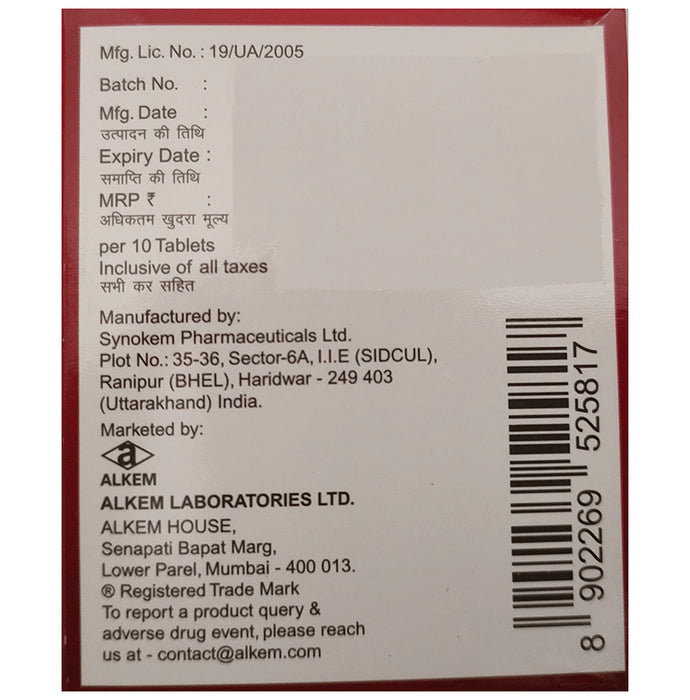 Mfg. Lic. No. : 19/UA/2005
Batch No. :
Mfg. Date :
उत्पादन की तिथि
Expiry Date :
समाप्ति की तिथि
MRP ₹ :
अधिकतम खुदरा मूल्य
per 10 Tablets
Inclusive of all taxes
सभी कर सहित
Manufactured by:
Synokem Pharmaceuticals Ltd.
Plot No.: 35-36, Sector-6A, I.I.E (SIDCUL),
Ranipur (BHEL), Haridwar - 249 403
(Uttarakhand) India.
Marketed by:
a
ALKEM
ALKEM LABORATORIES LTD.
ALKEM HOUSE,
Senapati Bapat Marg,
Lower Parel, Mumbai - 400 013.
® Registered Trade Mark
To report a product query &
adverse drug event, please reach
us at - contact@alkem.com
8 902269 525817